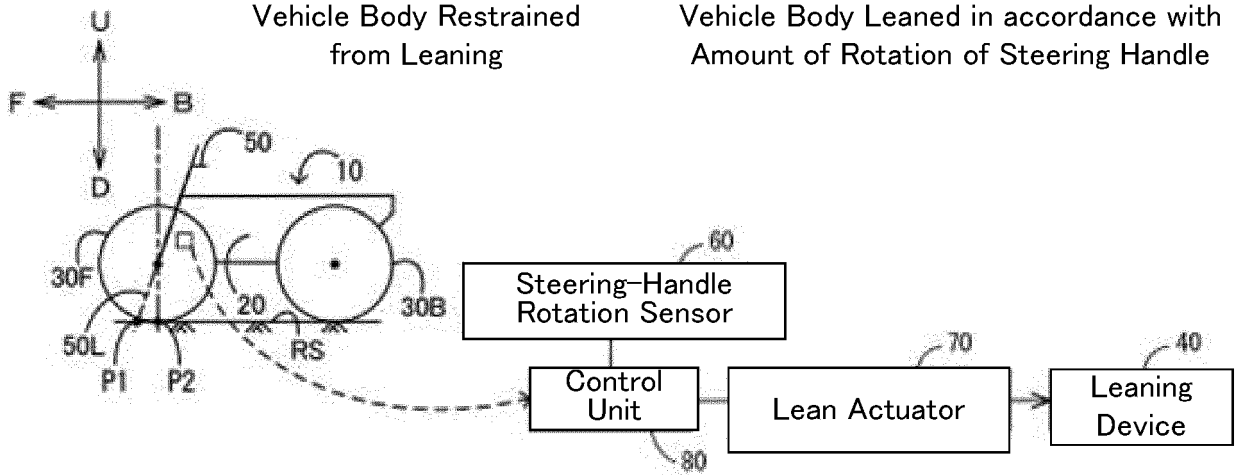 Vehicle Body Restrained
from Leaning
Vehicle Body Leaned in accordance with
Amount of Rotation of Steering Handle
U
F
B
D
50
10
30F
20
30B
50L
RS
P1
P2
60
Steering-Handle
Rotation Sensor
Control
Unit
80
70
Lean Actuator
40
Leaning
Device